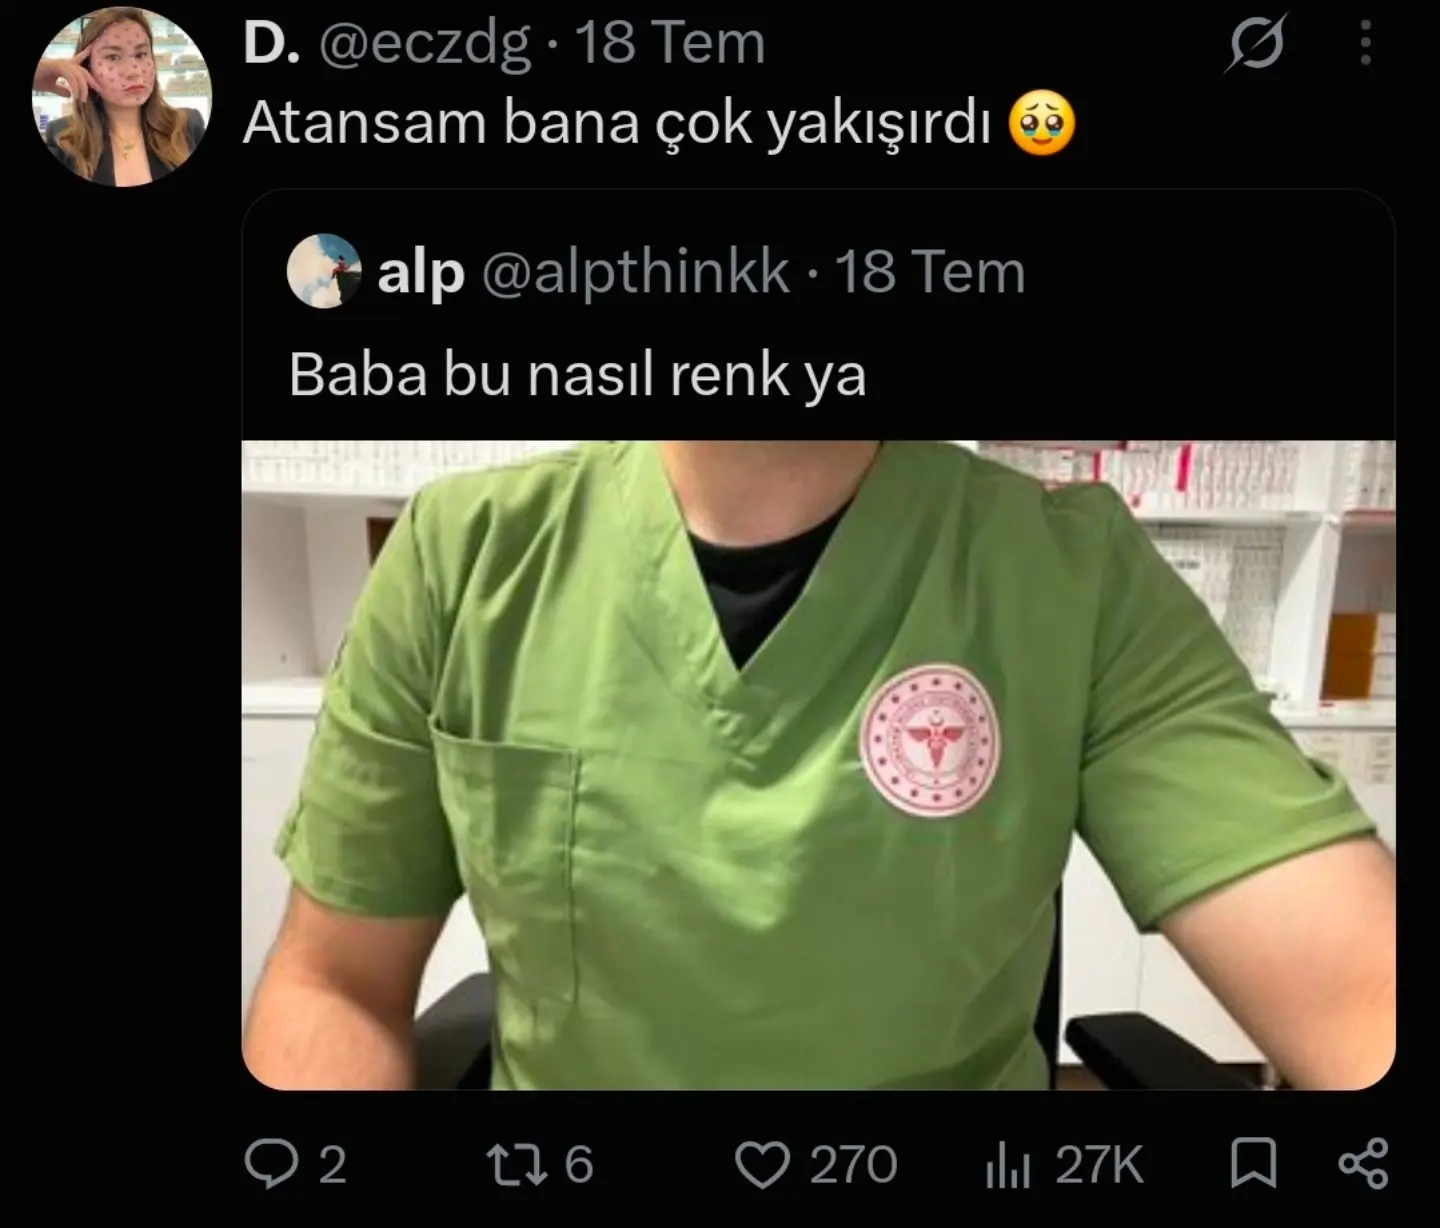 D. @eczdg · 18 Tem
Atansam bana çok yakışırdı 🥹
alp @alpthinkk · 18 Tem
Baba bu nasıl renk ya
2 6 270 27K